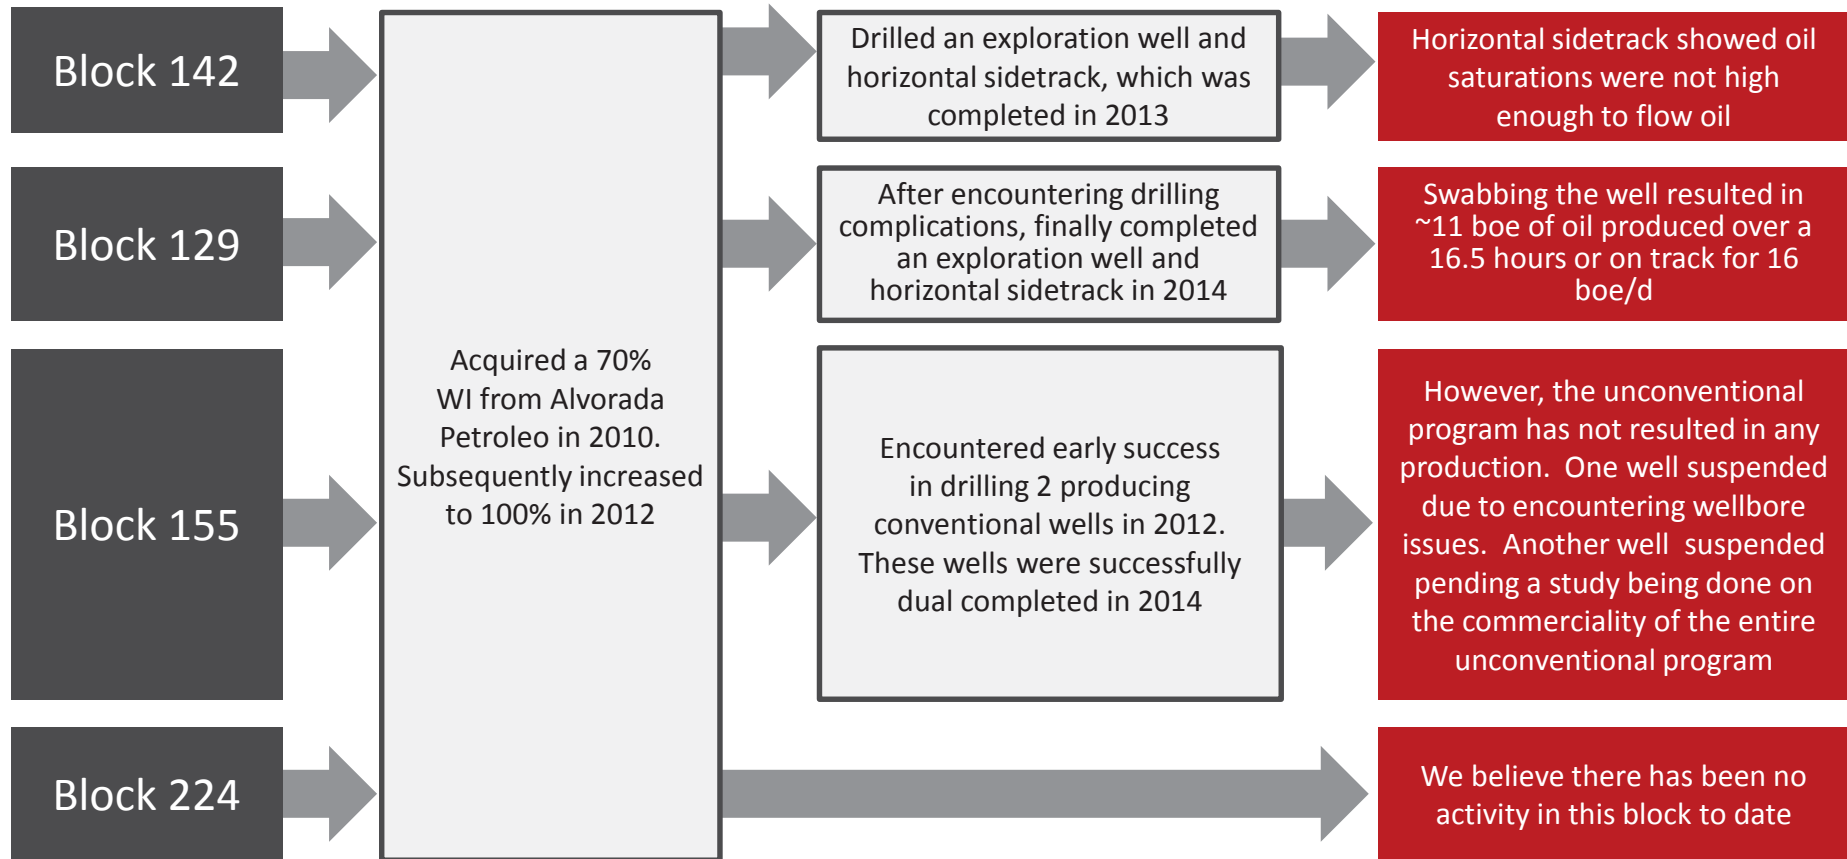 Block 142
Block 129
Block 155
Block 224
Acquired a 70%
WI from Alvorada
Petroleo in 2010.
Subsequently increased
to 100% in 2012
Drilled an exploration well and
horizontal sidetrack, which was
completed in 2013
Horizontal sidetrack showed oil
saturations were not high
enough to flow oil
After encountering drilling
complications, finally completed
an exploration well and
horizontal sidetrack in 2014
Swabbing the well resulted in
~11 boe of oil produced over a
16.5 hours or on track for 16
boe/d
Encountered early success
in drilling 2 producing
conventional wells in 2012.
These wells were successfully
dual completed in 2014
However, the unconventional
program has not resulted in any
production.  One well suspended
due to encountering wellbore
issues.  Another well  suspended
pending a study being done on
the commerciality of the entire
unconventional program
We believe there has been no
activity in this block to date